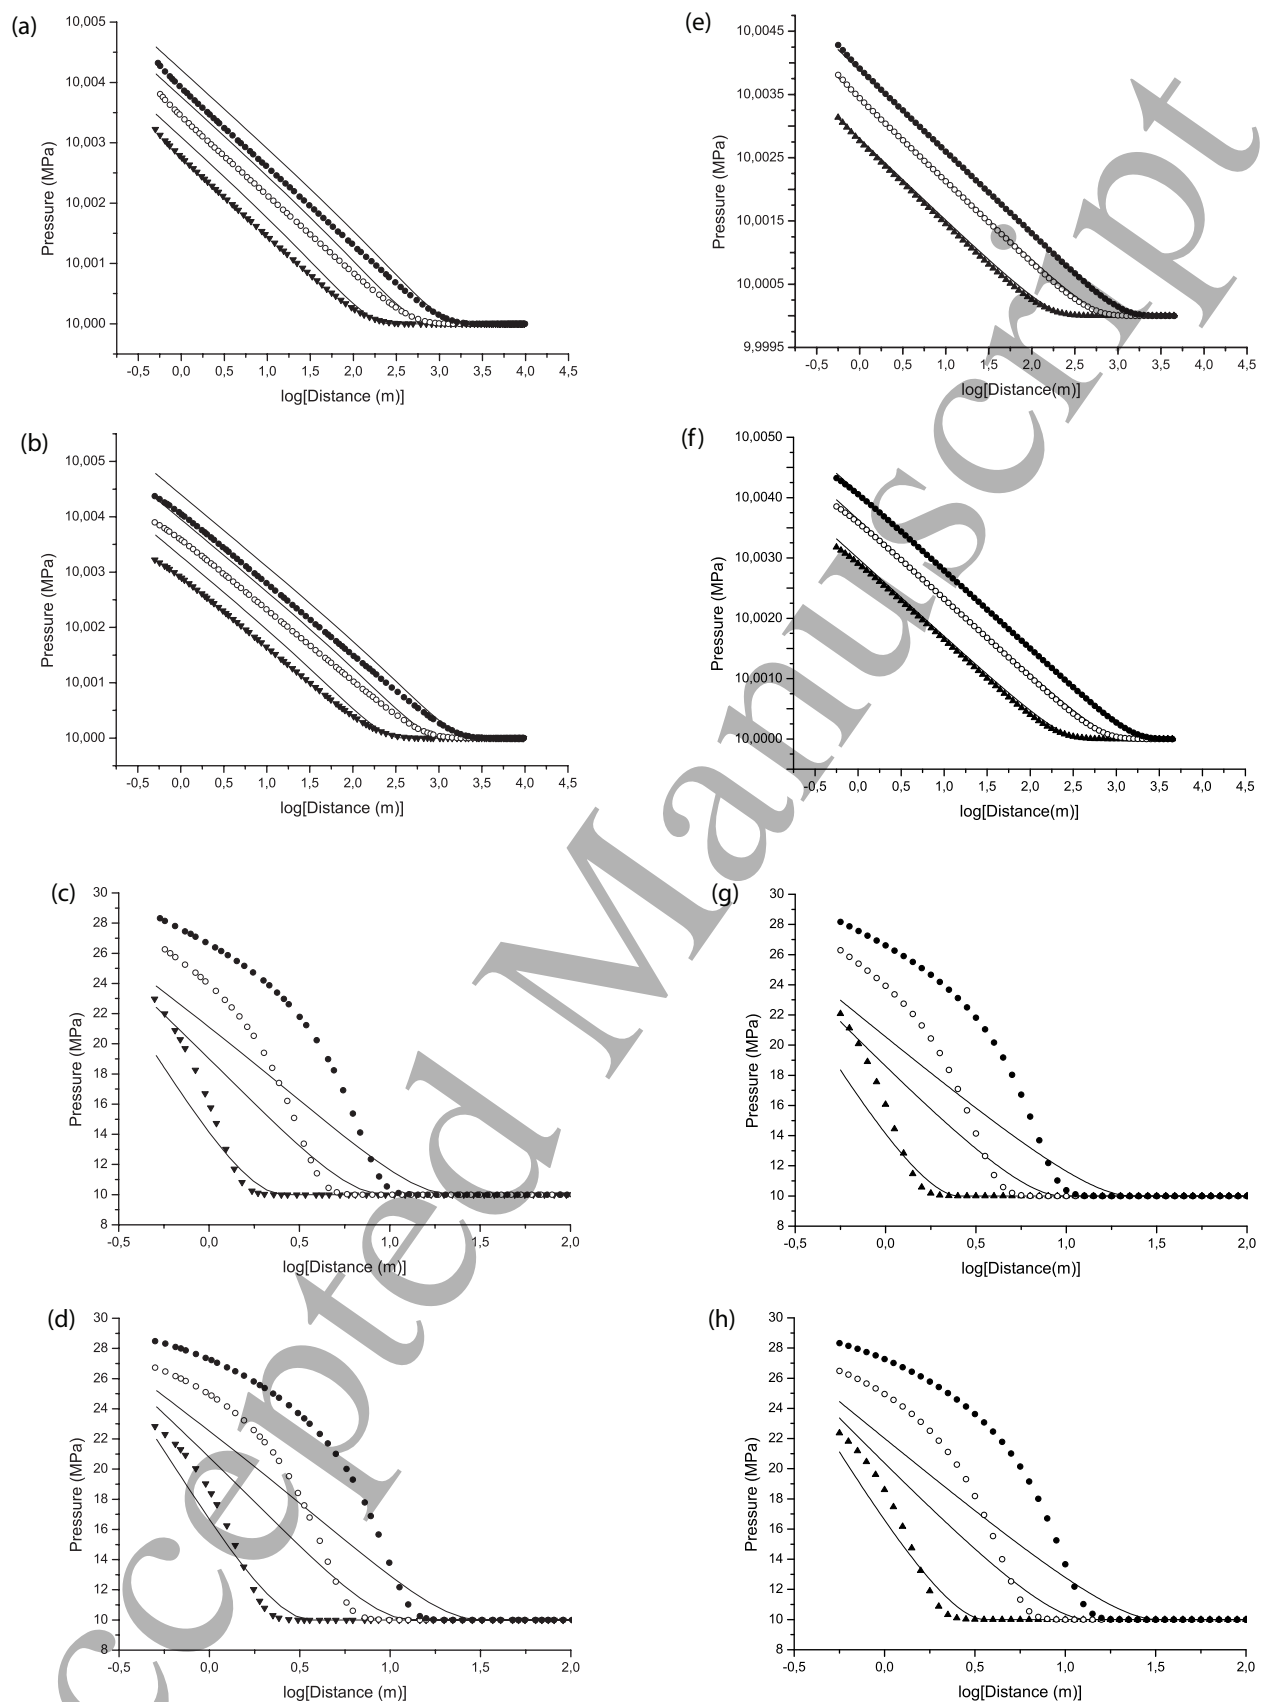 (a)
10,005
10,004
10,003
10,002
10,001
10,000
Pressure (MPa)
-0,5 0,0 0,5 1,0 1,5 2,0 2,5 3,0 3,5 4,0 4,5
log[Distance (m)]
(e)
10,0045
10,0035
10,0025
10,0015
10,0005
9,9995
Pressure (MPa)
-0,5 0,0 0,5 1,0 1,5 2,0 2,5 3,0 3,5 4,0 4,5
log[Distance(m)]
(b)
10,005
10,004
10,003
10,002
10,001
10,000
Pressure (MPa)
-0,5 0,0 0,5 1,0 1,5 2,0 2,5 3,0 3,5 4,0 4,5
log[Distance (m)]
(f)
10,0050
10,0040
10,0030
10,0020
10,0010
10,0000
Pressure (MPa)
-0,5 0,0 0,5 1,0 1,5 2,0 2,5 3,0 3,5 4,0 4,5
log[Distance(m)]
(c)
30
28
26
24
22
20
18
16
14
12
10
8
Pressure (MPa)
-0,5 0,0 0,5 1,0 1,5 2,0
log[Distance (m)]
(g)
30
28
26
24
22
20
18
16
14
12
10
8
Pressure (MPa)
-0,5 0,0 0,5 1,0 1,5 2,0
log[Distance(m)]
(d)
30
28
26
24
22
20
18
16
14
12
10
8
Pressure (MPa)
-0,5 0,0 0,5 1,0 1,5 2,0
log[Distance (m)]
(h)
30
28
26
24
22
20
18
16
14
12
10
8
Pressure (MPa)
-0,5 0,0 0,5 1,0 1,5 2,0
log[Distance(m)]
ccepted Manuscript